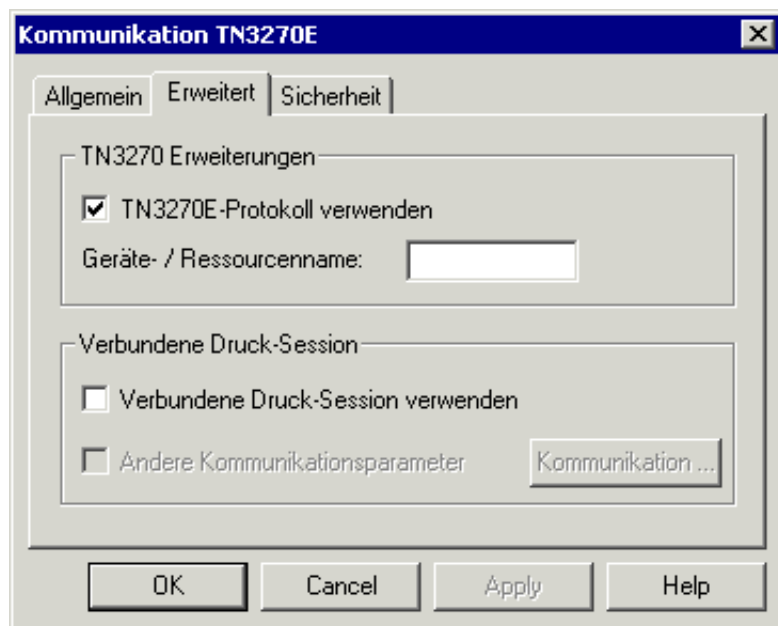 Kommunikation TN3270E
Allgemein Erweitert Sicherheit
TN3270 Erweiterungen
TN3270E-Protokoll verwenden
Geräte- / Ressourcenname:
Verbundene Druck-Session
Verbundene Druck-Session verwenden
Andere Kommunikationsparameter Kommunikation ...
OK Cancel Apply Help